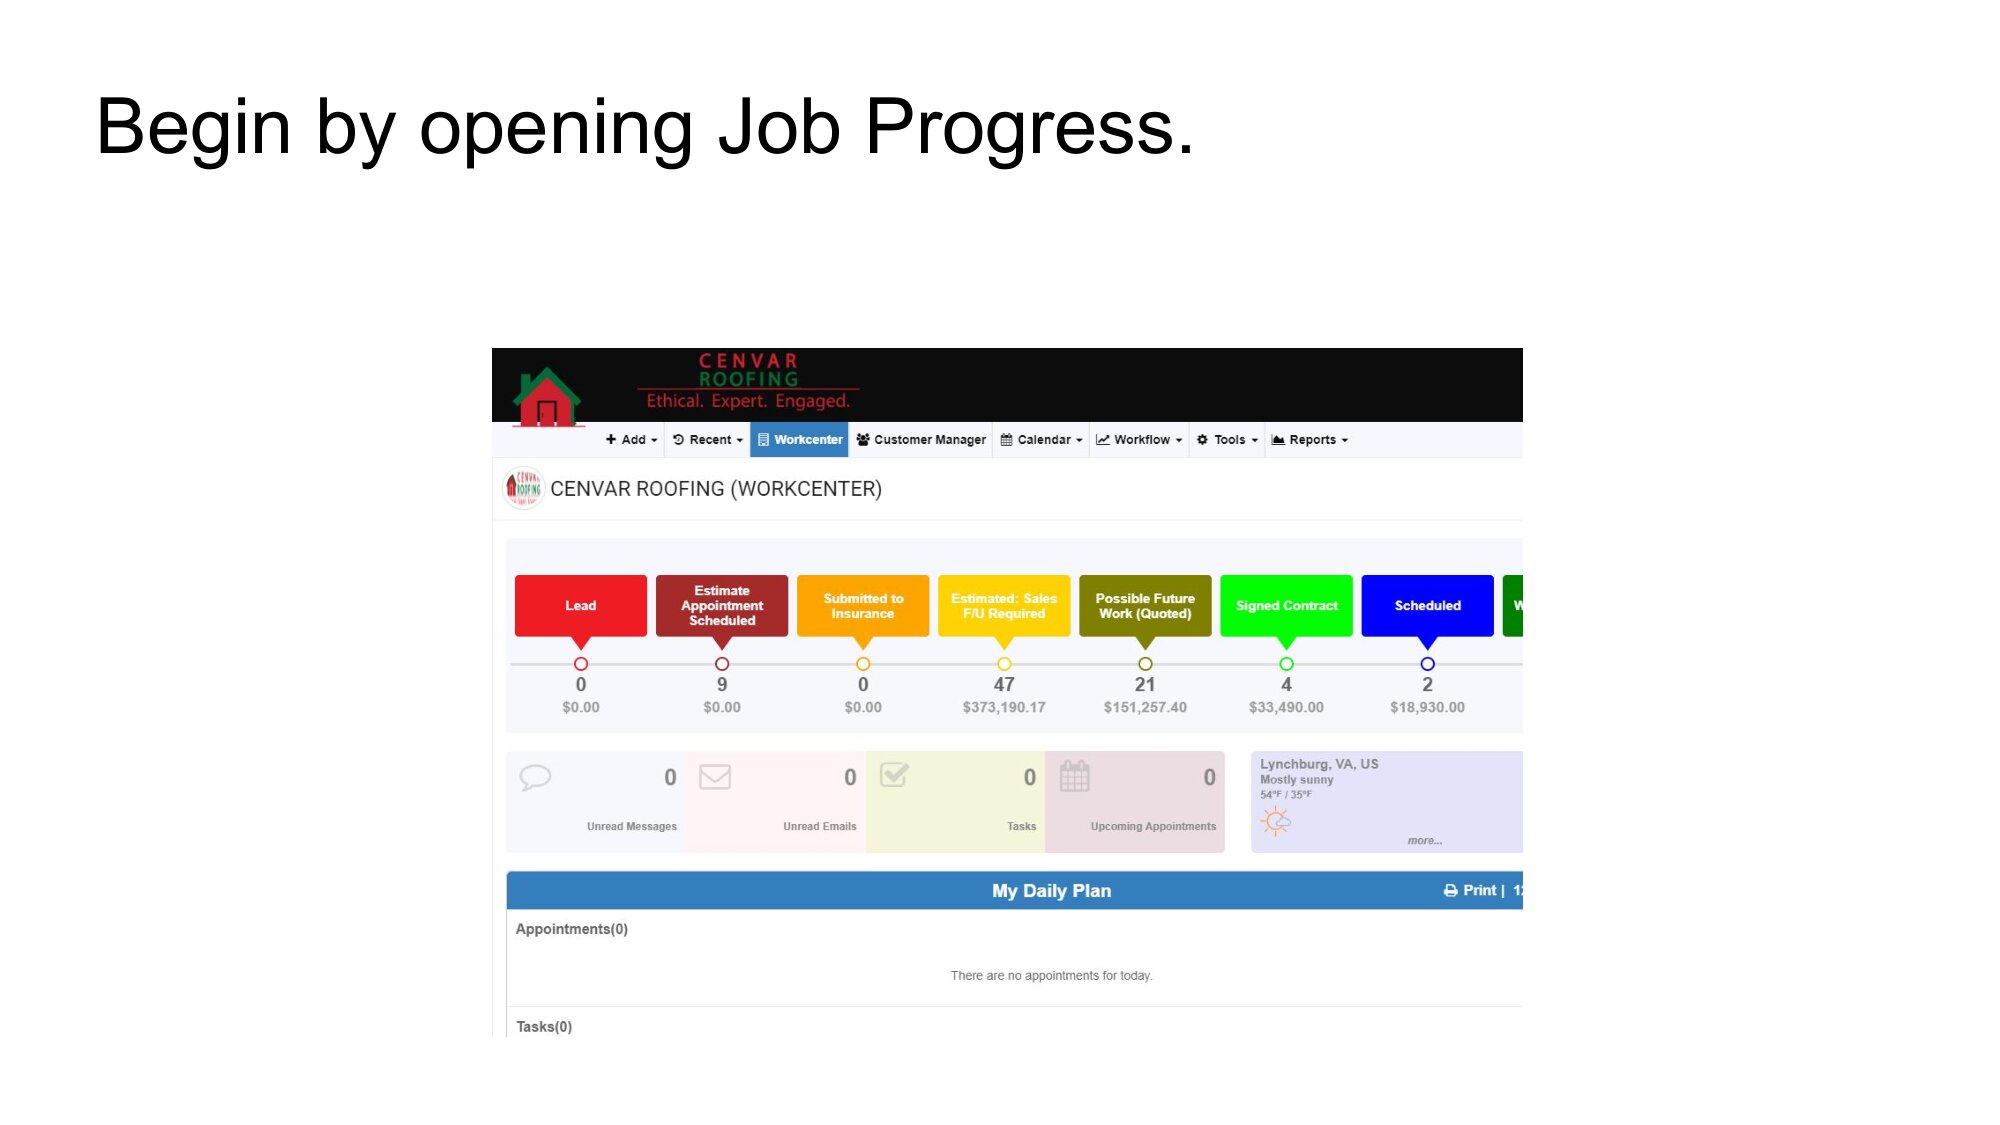 Begin by opening Job Progress.
CENVAR
ROOFING
Ethical. Expert. Engaged.
Add Recent Workcenter Customer Manager Calendar Workflow Tools Reports
CENVAR ROOFING (WORKCENTER)
Lead
Estimate
Appointment
Scheduled
Submitted to
Insurance
Estimated: Sales
F/U Required
Possible Future
Work (Quoted)
Signed Contract
Scheduled
0 9 0 47 21 4 2
$0.00 $0.00 $0.00 $373,190.17 $151,257.40 $33,490.00 $18,930.00
0 0 0 0
Unread Messages Unread Emails Tasks Upcoming Appointments
Lynchburg, VA, US
Mostly sunny
54°F / 35°F
more...
My Daily Plan
Print |
Appointments(0)
There are no appointments for today.
Tasks(0)